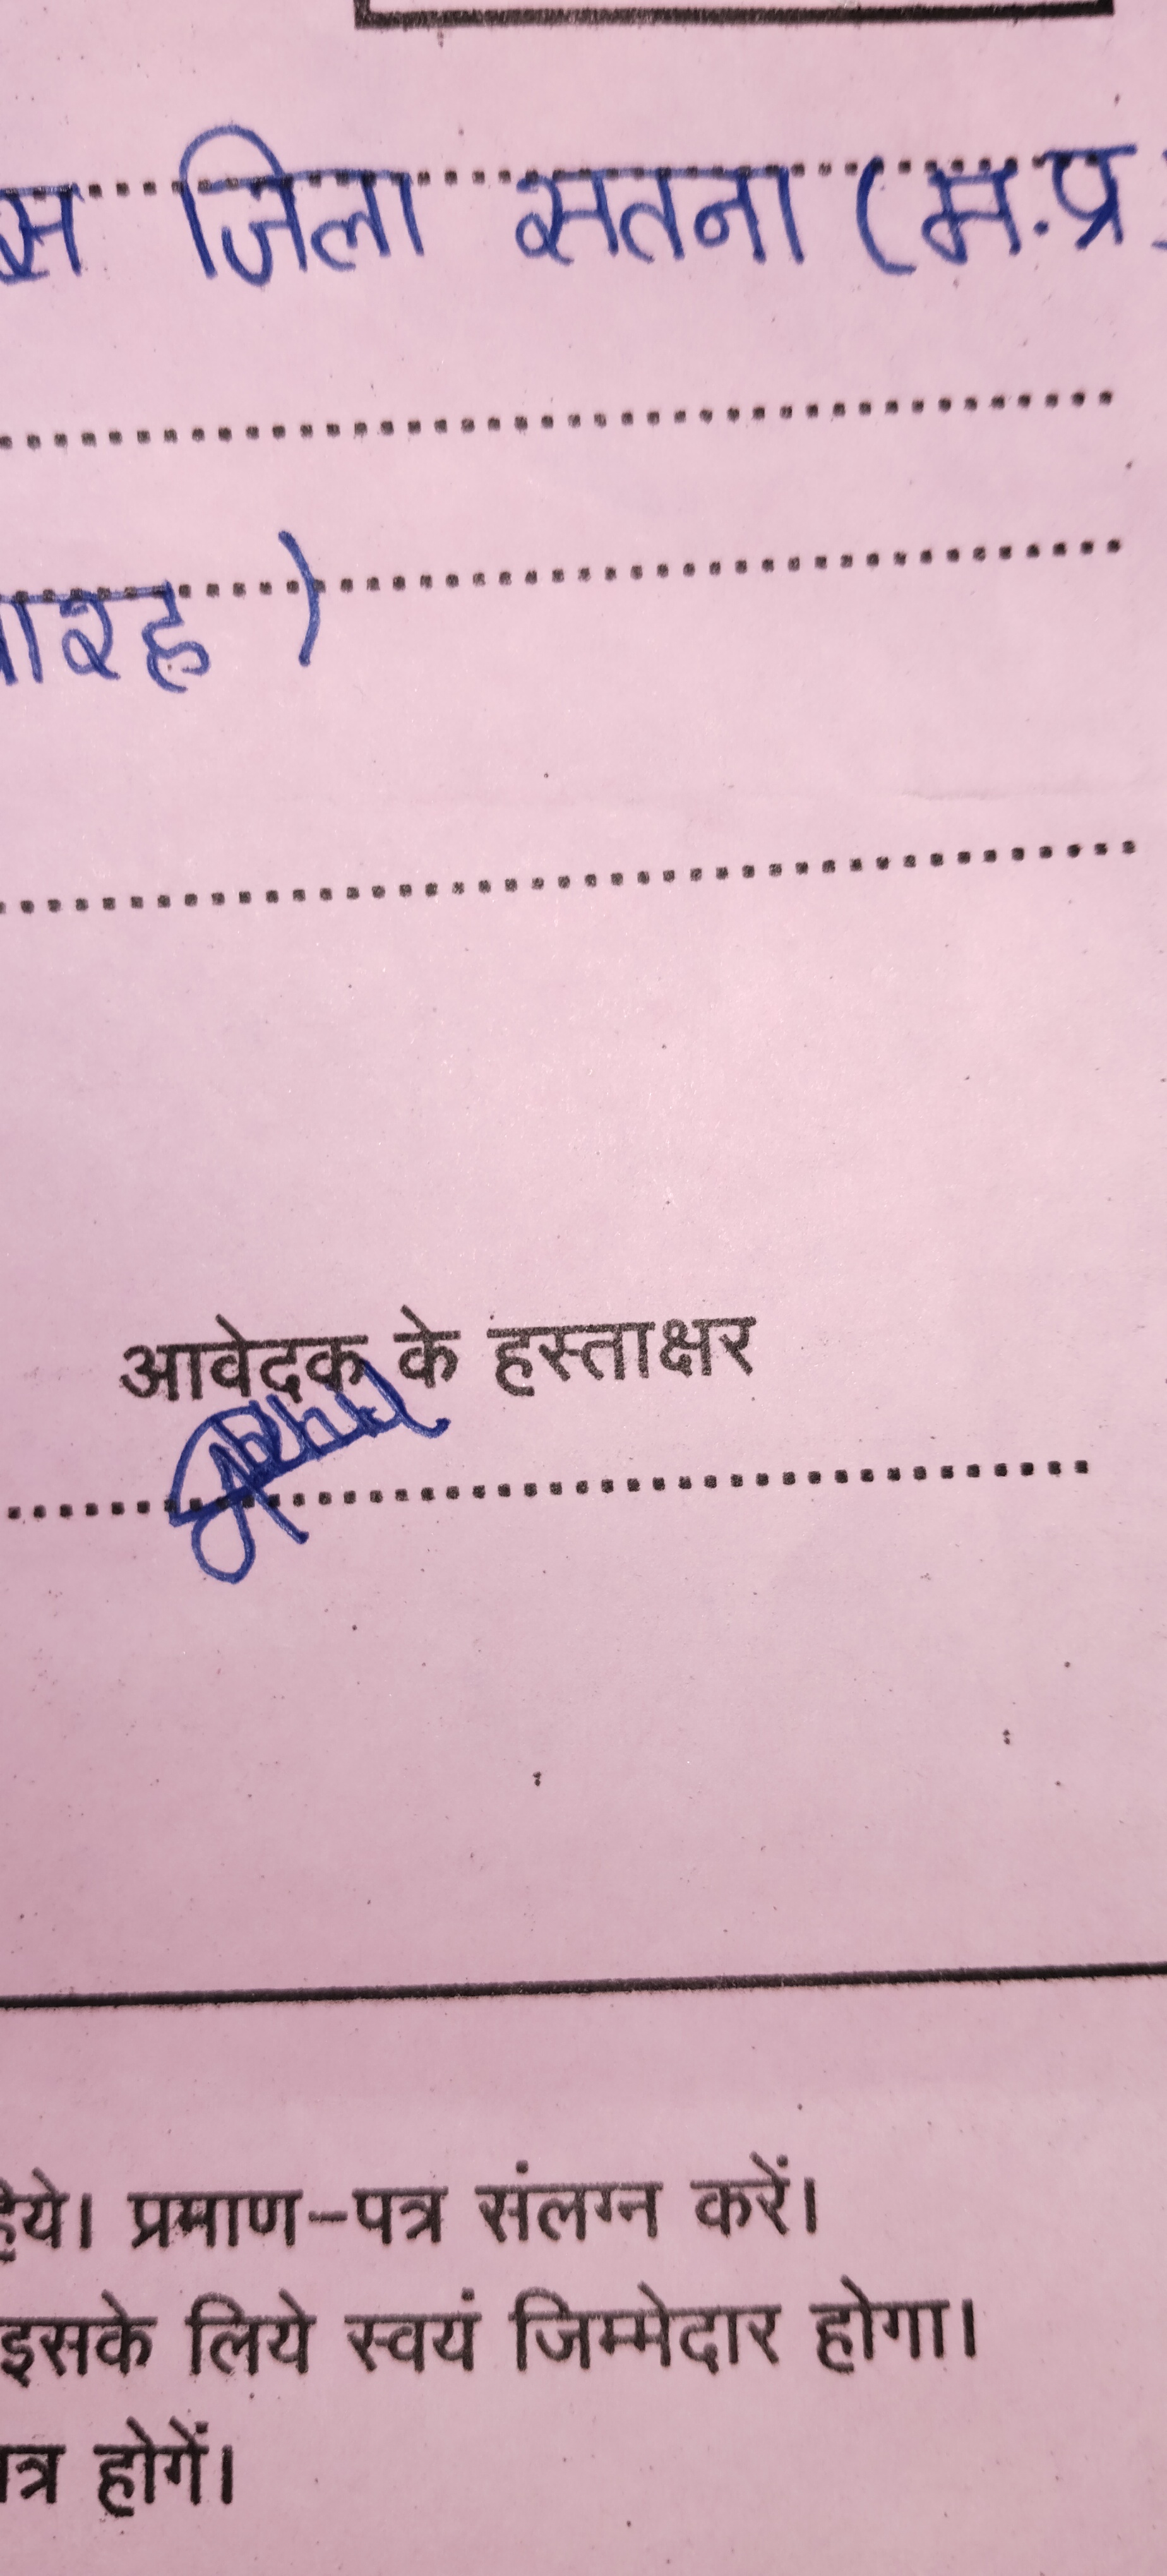 स जिला सतना (म.प्र.
ारह )
आवेदक के हस्ताक्षर
हिये। प्रमाण-पत्र संलग्न करें।
इसके लिये स्वयं जिम्मेदार होगा।
ात्र होगें।